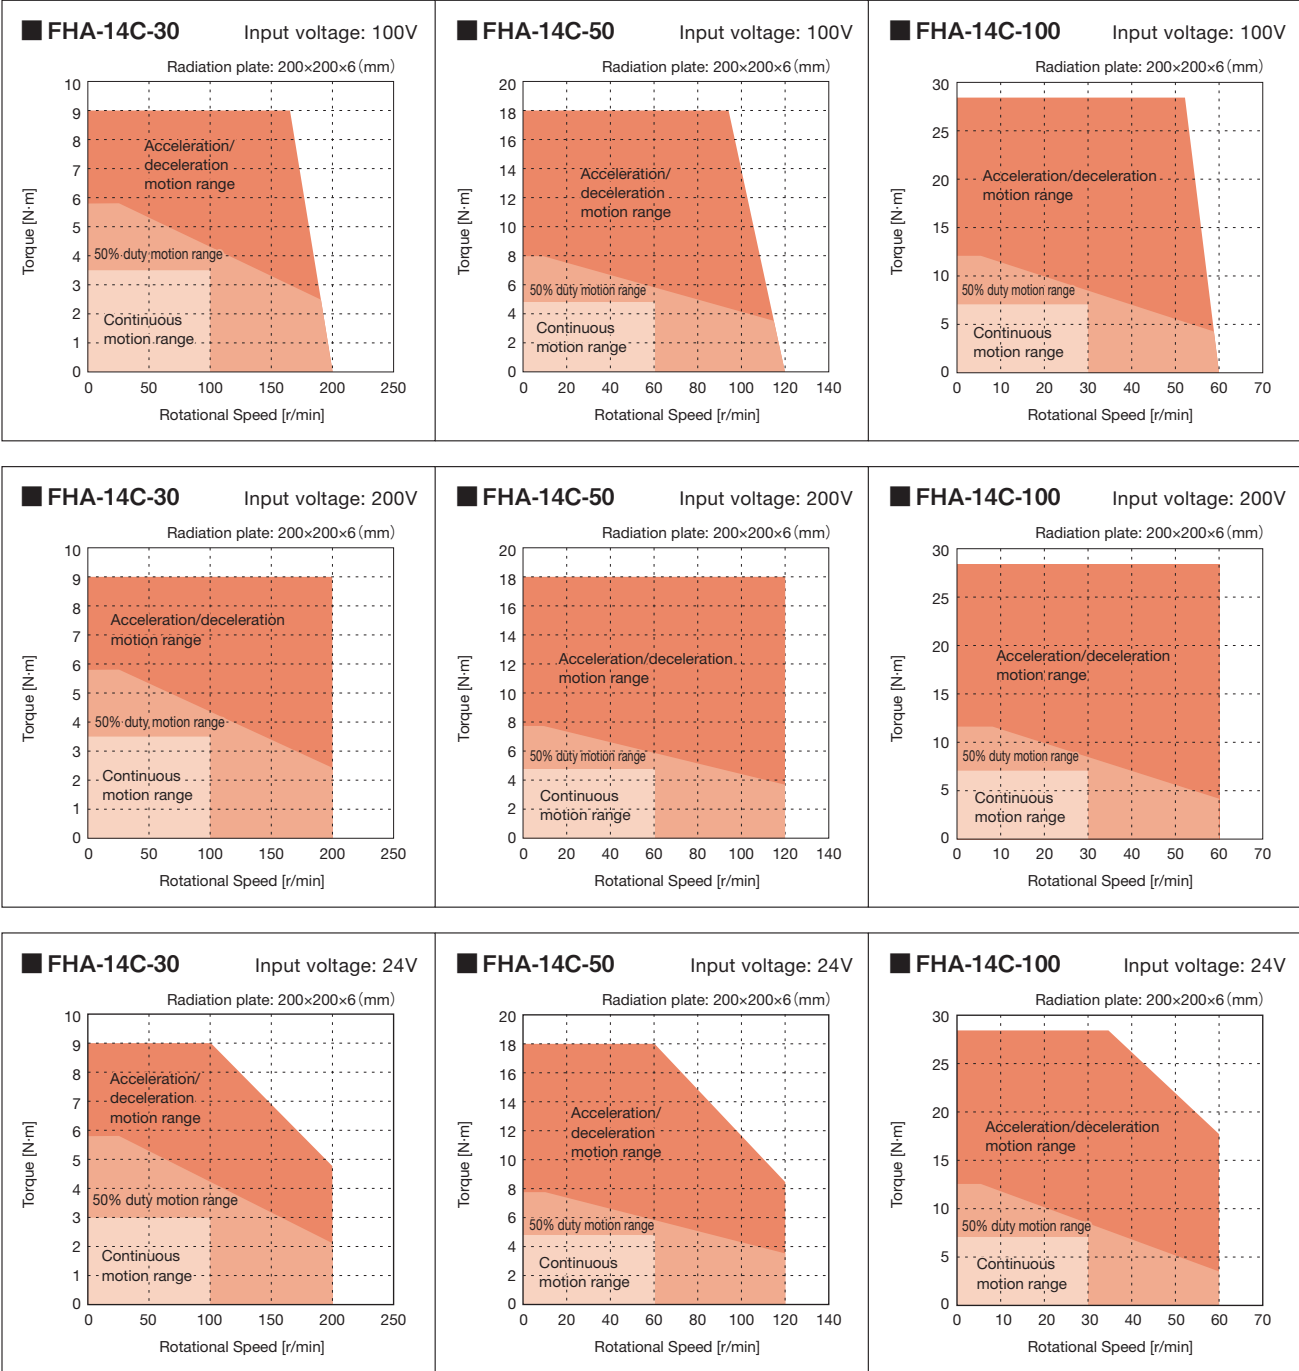 FHA-14C-30 Input voltage: 100V
Radiation plate: 200×200×6(mm)
10
9
8
7
6
5
4
3
2
1
0
Torque [N·m]
Acceleration/
deceleration
motion range
50% duty motion range
Continuous
motion range
0 50 100 150 200 250
Rotational Speed [r/min]
FHA-14C-50 Input voltage: 100V
Radiation plate: 200×200×6(mm)
20
18
16
14
12
10
8
6
4
2
0
Torque [N·m]
Acceleration/
deceleration
motion range
50% duty motion range
Continuous
motion range
0 20 40 60 80 100 120 140
Rotational Speed [r/min]
FHA-14C-100 Input voltage: 100V
Radiation plate: 200×200×6(mm)
30
25
20
15
10
5
0
Torque [N·m]
Acceleration/deceleration
motion range
50% duty motion range
Continuous
motion range
0 10 20 30 40 50 60 70
Rotational Speed [r/min]
FHA-14C-30 Input voltage: 200V
Radiation plate: 200×200×6(mm)
10
9
8
7
6
5
4
3
2
1
0
Torque [N·m]
Acceleration/deceleration
motion range
50% duty motion range
Continuous
motion range
0 50 100 150 200 250
Rotational Speed [r/min]
FHA-14C-50 Input voltage: 200V
Radiation plate: 200×200×6(mm)
20
18
16
14
12
10
8
6
4
2
0
Torque [N·m]
Acceleration/deceleration
motion range
50% duty motion range
Continuous
motion range
0 20 40 60 80 100 120 140
Rotational Speed [r/min]
FHA-14C-100 Input voltage: 200V
Radiation plate: 200×200×6(mm)
30
25
20
15
10
5
0
Torque [N·m]
Acceleration/deceleration
motion range
50% duty motion range
Continuous
motion range
0 10 20 30 40 50 60 70
Rotational Speed [r/min]
FHA-14C-30 Input voltage: 24V
Radiation plate: 200×200×6(mm)
10
9
8
7
6
5
4
3
2
1
0
Torque [N·m]
Acceleration/
deceleration
motion range
50% duty motion range
Continuous
motion range
0 50 100 150 200 250
Rotational Speed [r/min]
FHA-14C-50 Input voltage: 24V
Radiation plate: 200×200×6(mm)
20
18
16
14
12
10
8
6
4
2
0
Torque [N·m]
Acceleration/
deceleration
motion range
50% duty motion range
Continuous
motion range
0 20 40 60 80 100 120 140
Rotational Speed [r/min]
FHA-14C-100 Input voltage: 24V
Radiation plate: 200×200×6(mm)
30
25
20
15
10
5
0
Torque [N·m]
Acceleration/deceleration
motion range
50% duty motion range
Continuous
motion range
0 10 20 30 40 50 60 70
Rotational Speed [r/min]